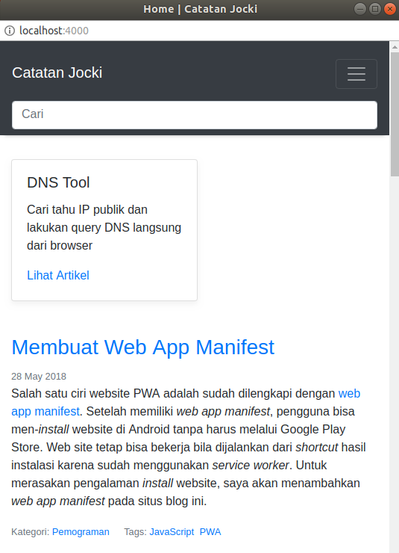 Home | Catatan Jocki
localhost:4000
Catatan Jocki
Cari
DNS Tool
Cari tahu IP publik dan
lakukan query DNS langsung
dari browser
Lihat Artikel
Membuat Web App Manifest
28 May 2018
Salah satu ciri website PWA adalah sudah dilengkapi dengan web
app manifest. Setelah memiliki web app manifest, pengguna bisa
men-install website di Android tanpa harus melalui Google Play
Store. Web site tetap bisa bekerja bila dijalankan dari shortcut hasil
instalasi karena sudah menggunakan service worker. Untuk
merasakan pengalaman install website, saya akan menambahkan
web app manifest pada situs blog ini.
Kategori: Pemograman Tags: JavaScript PWA